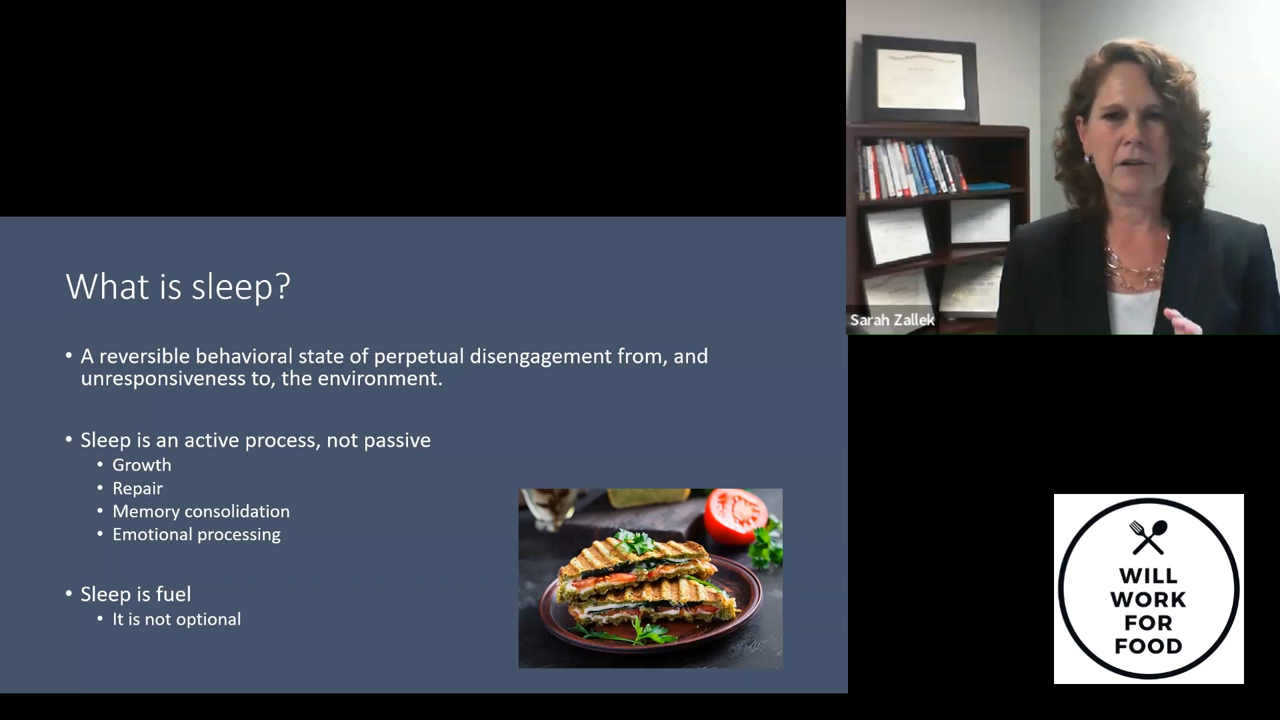 What is sleep?
• A reversible behavioral state of perpetual disengagement from, and
unresponsiveness to, the environment.
• Sleep is an active process, not passive
• Growth
• Repair
• Memory consolidation
• Emotional processing
• Sleep is fuel
• It is not optional
Sarah Zallek
WILL
WORK
FOR
FOOD